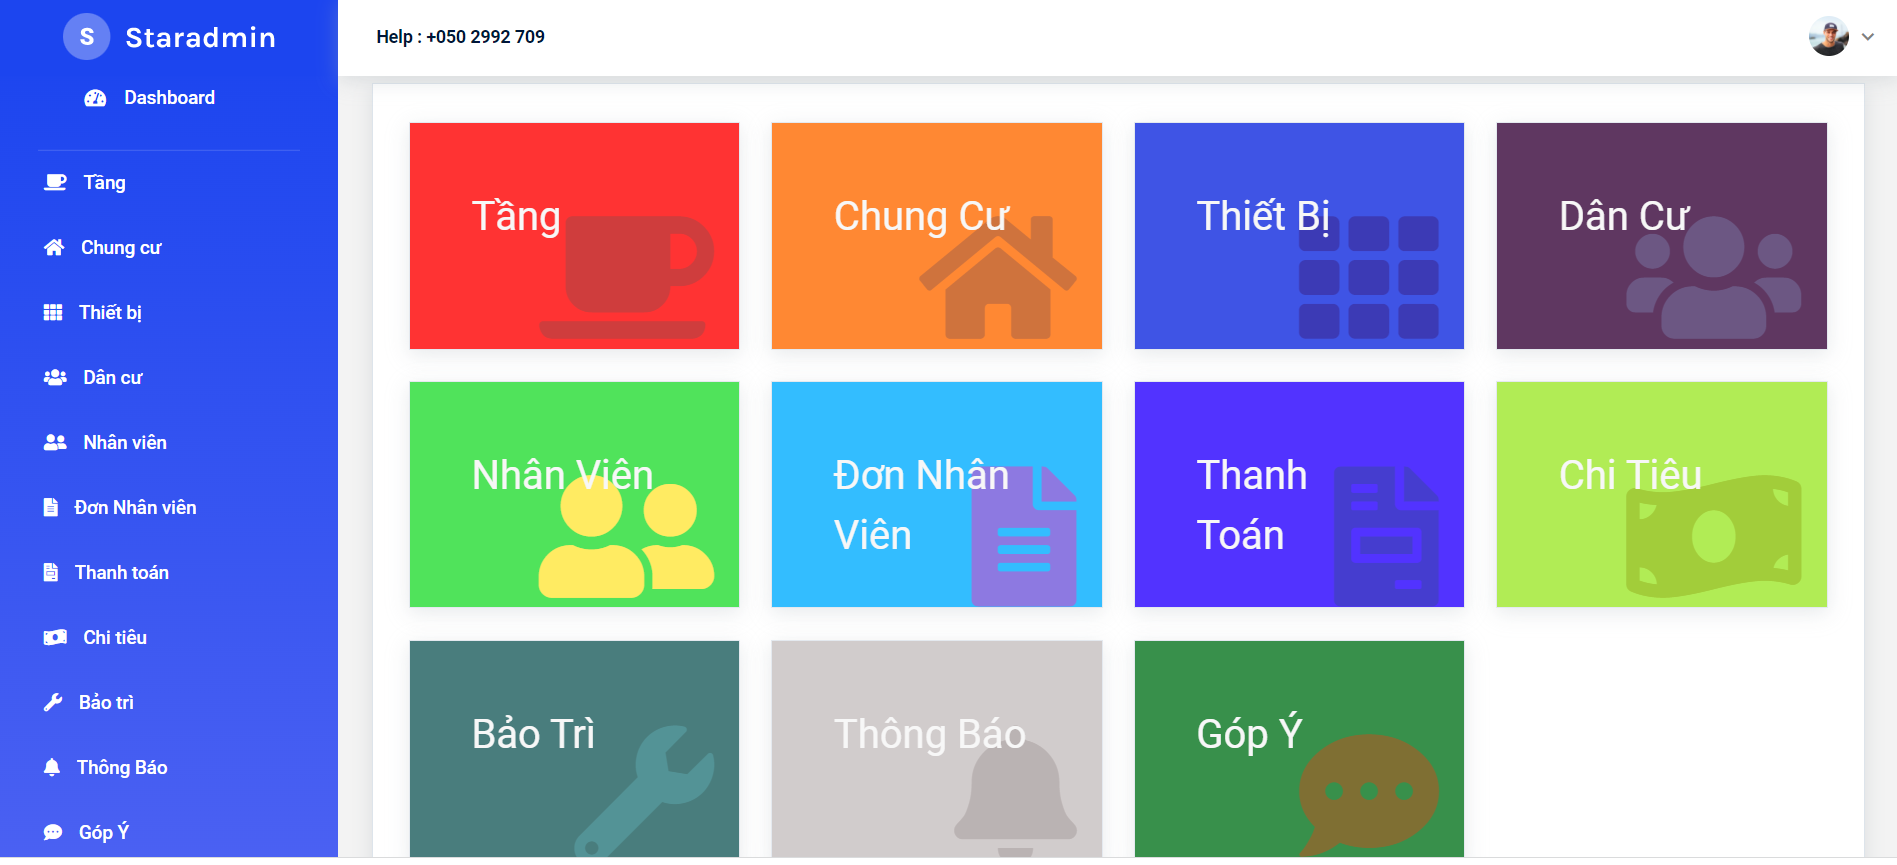 S Staradmin
Help : +050 2992 709
Dashboard
Tầng
Chung cư
Thiết bị
Dân cư
Nhân viên
Đơn Nhân viên
Thanh toán
Chi tiêu
Bảo trì
Thông Báo
Góp Ý
Tầng
Chung Cư
Thiết Bị
Dân Cư
Nhân Viên
Đơn Nhân
Viên
Thanh
Toán
Chi Tiêu
Bảo Trì
Thông Báo
Góp Ý